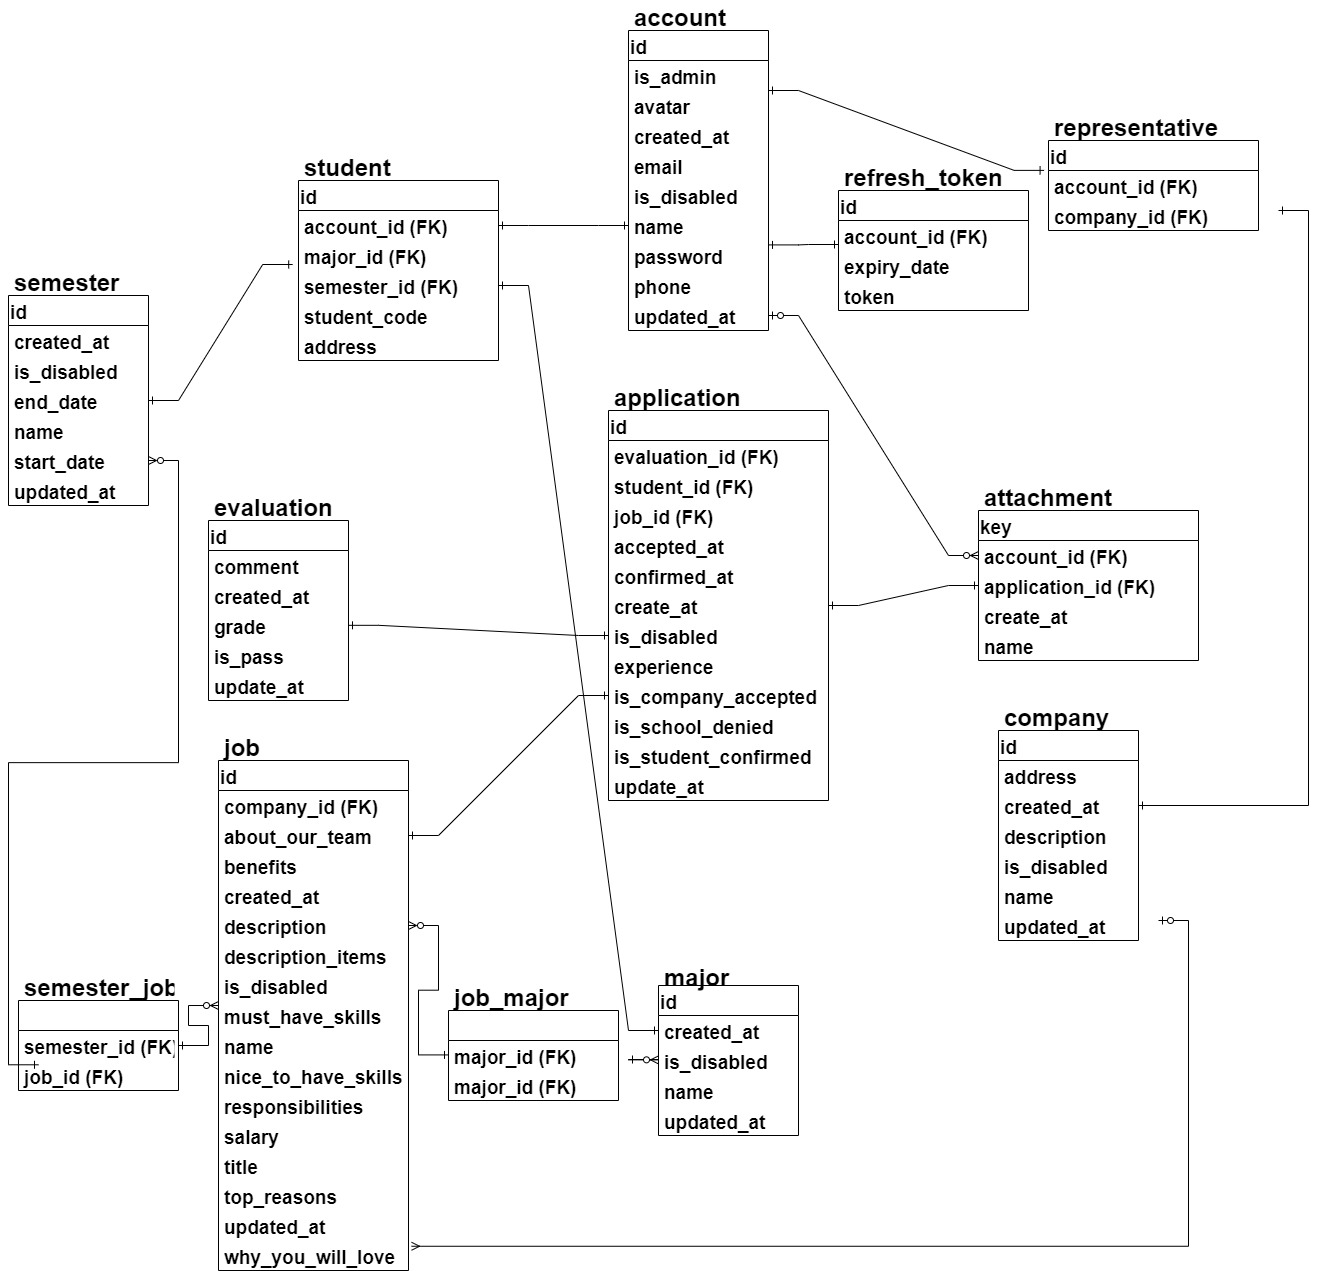 account
id
is_admin
avatar
created_at
email
is_disabled
name
password
phone
updated_at
representative
id
account_id (FK)
company_id (FK)
student
id
account_id (FK)
major_id (FK)
semester_id (FK)
student_code
address
refresh_token
id
account_id (FK)
expiry_date
token
semester
id
created_at
is_disabled
end_date
name
start_date
updated_at
application
id
evaluation_id (FK)
student_id (FK)
job_id (FK)
accepted_at
confirmed_at
create_at
is_disabled
experience
is_company_accepted
is_school_denied
is_student_confirmed
update_at
evaluation
id
comment
created_at
grade
is_pass
update_at
attachment
key
account_id (FK)
application_id (FK)
create_at
name
company
id
address
created_at
description
is_disabled
name
updated_at
job
id
company_id (FK)
about_our_team
benefits
created_at
description
description_items
is_disabled
must_have_skills
name
nice_to_have_skills
responsibilities
salary
title
top_reasons
updated_at
why_you_will_love
semester_job
semester_id (FK)
job_id (FK)
job_major
major_id (FK)
major_id (FK)
major
id
created_at
is_disabled
name
updated_at